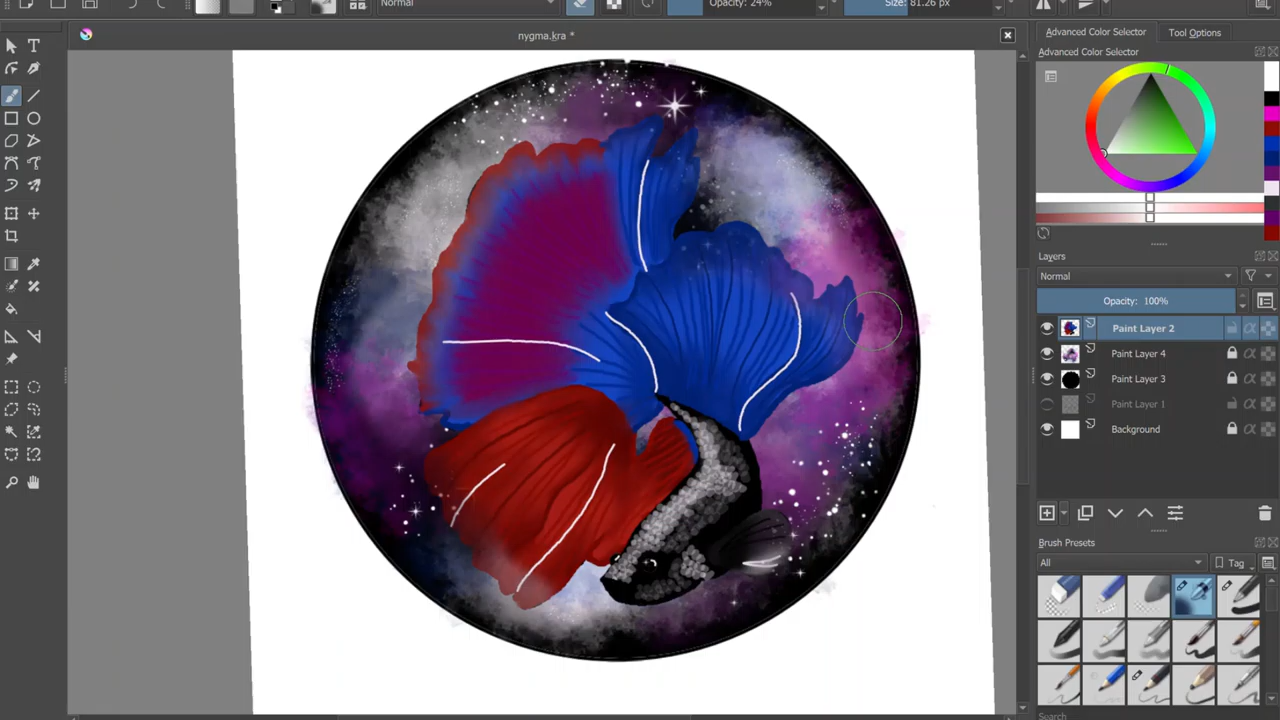 Normal
Opacity: 24%
Size: 81.26 px
nygma.kra *
Advanced Color Selector
Tool Options
Advanced Color Selector
Layers
Normal
Opacity: 100%
Paint Layer 2
Paint Layer 4
Paint Layer 3
Paint Layer 1
Background
Brush Presets
All
Tag
Search